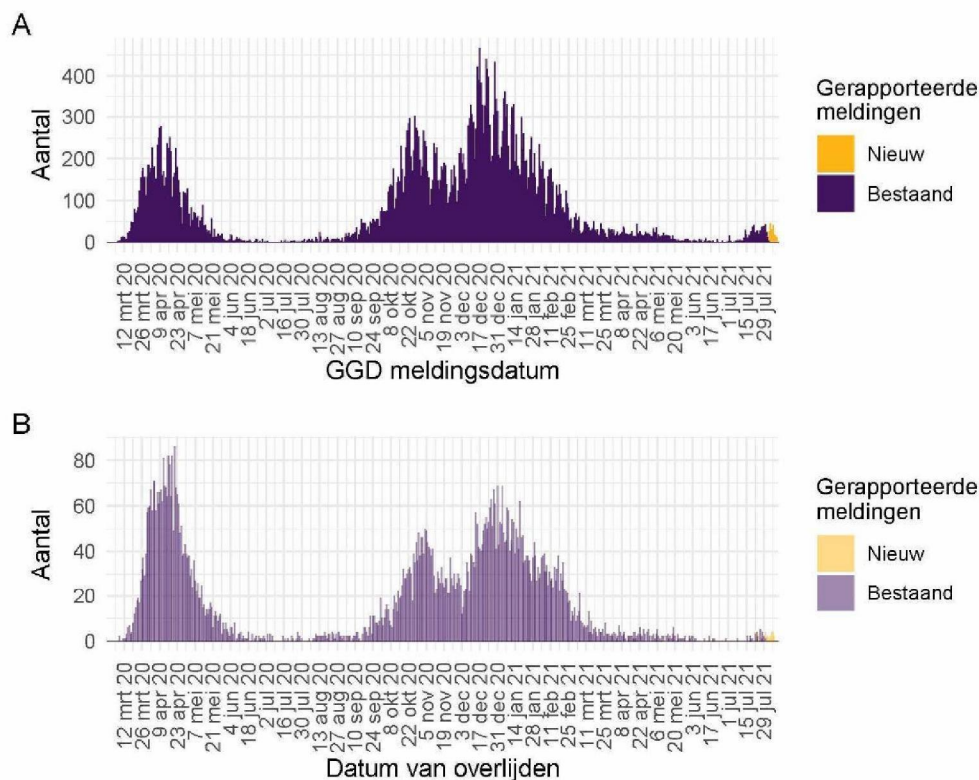 A
Aantal
400
300
200
100
0
12 mrt 20
26 mrt 20
9 apr 20
23 apr 20
7 mei 20
21 mei 20
4 jun 20
18 jun 20
2 jul 20
16 jul 20
30 jul 20
13 aug 20
27 aug 20
10 sep 20
24 sep 20
8 okt 20
22 okt 20
5 nov 20
19 nov 20
3 dec 20
17 dec 20
31 dec 20
14 jan 21
28 jan 21
11 feb 21
25 feb 21
11 mrt 21
25 mrt 21
8 apr 21
22 apr 21
6 mei 21
20 mei 21
3 jun 21
17 jun 21
1 jul 21
15 jul 21
29 jul 21
GGD meldingsdatum
Gerapporteerde
meldingen
Nieuw
Bestaand
B
Aantal
80
60
40
20
0
12 mrt 20
26 mrt 20
9 apr 20
23 apr 20
7 mei 20
21 mei 20
4 jun 20
18 jun 20
2 jul 20
16 jul 20
30 jul 20
13 aug 20
27 aug 20
10 sep 20
24 sep 20
8 okt 20
22 okt 20
5 nov 20
19 nov 20
3 dec 20
17 dec 20
31 dec 20
14 jan 21
28 jan 21
11 feb 21
25 feb 21
11 mrt 21
25 mrt 21
8 apr 21
22 apr 21
6 mei 21
20 mei 21
3 jun 21
17 jun 21
1 jul 21
15 jul 21
29 jul 21
Datum van overlijden
Gerapporteerde
meldingen
Nieuw
Bestaand